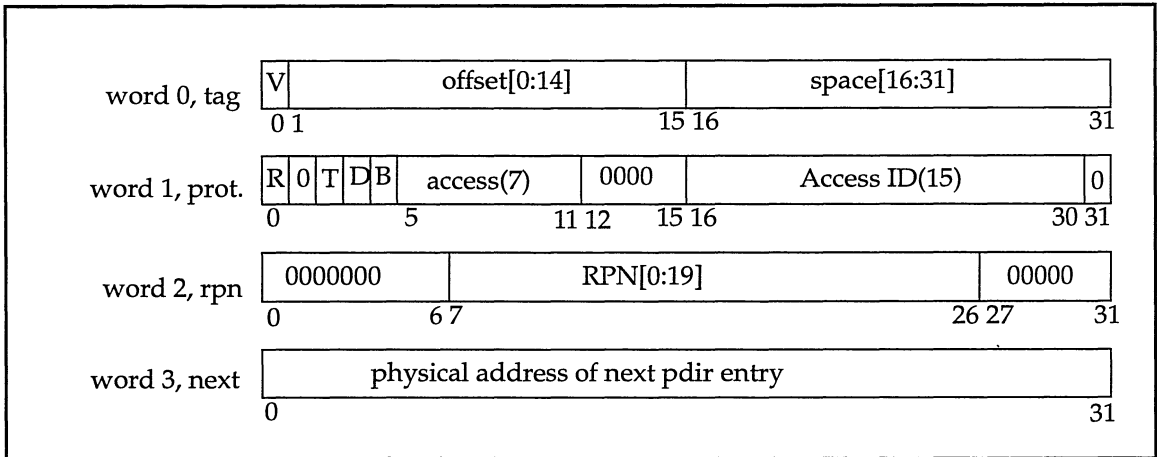 word 0, tag V offset[0:14] space[16:31]
0 1 15 16 31
word 1, prot. R 0 T D B access(7) 0000 Access ID(15) 0
0 5 11 12 15 16 30 31
word 2, rpn 0000000 RPN[0:19] 00000
0 6 7 26 27 31
word 3, next physical address of next pdir entry
0 31